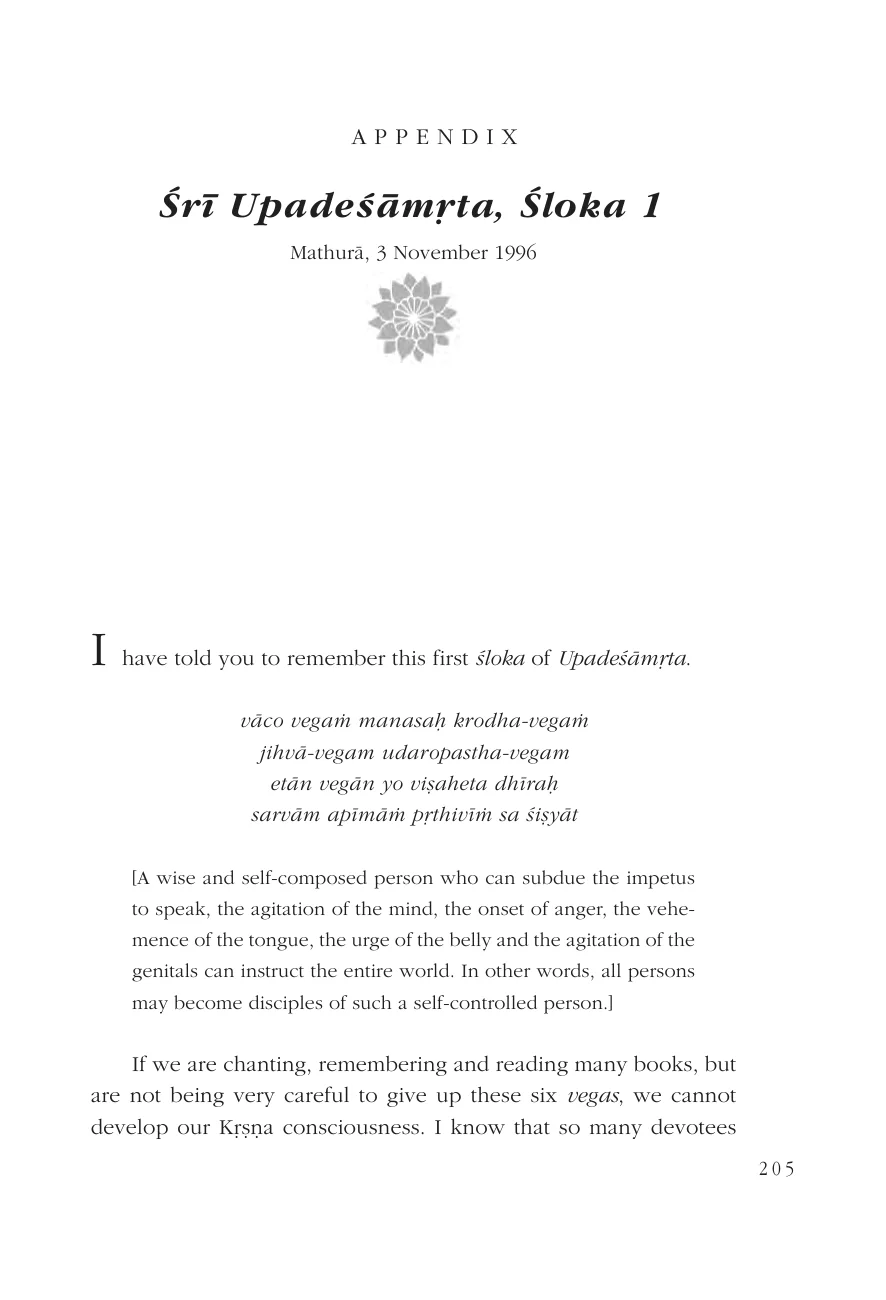 APPENDIX
Śrī Upadeśāmṛta, Śloka 1
Mathurā, 3 November 1996
I have told you to remember this first śloka of Upadeśāmṛta.
vāco vegaṁ manasaḥ krodha-vegaṁ
jihvā-vegam udaropastha-vegam
etān vegān yo viṣaheta dhīraḥ
sarvām apīmāṁ pṛthivīṁ sa śiṣyāt
[A wise and self-composed person who can subdue the impetus
to speak, the agitation of the mind, the onset of anger, the vehe-
mence of the tongue, the urge of the belly and the agitation of the
genitals can instruct the entire world. In other words, all persons
may become disciples of such a self-controlled person.]
If we are chanting, remembering and reading many books, but
are not being very careful to give up these six vegas, we cannot
develop our Kṛṣṇa consciousness. I know that so many devotees
205